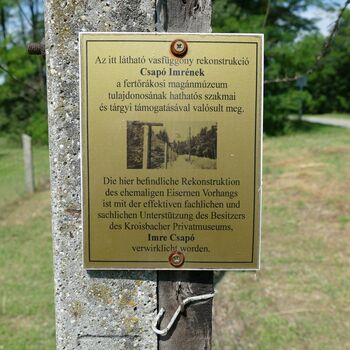 Az itt látható vasfüggöny rekonstrukció
Csapó Imrének
a fertőrákosi magánmúzeum
tulajdonosának hathatós szakmai
és tárgyi támogatásával valósult meg.
Die hier befindliche Rekonstruktion
des ehemaligen Eisernen Vorhangs
ist mit der effektiven fachlichen und
sachlichen Unterstützung des Besitzers
des Kroisbacher Privatmuseums,
Imre Csapó
verwirklicht worden.